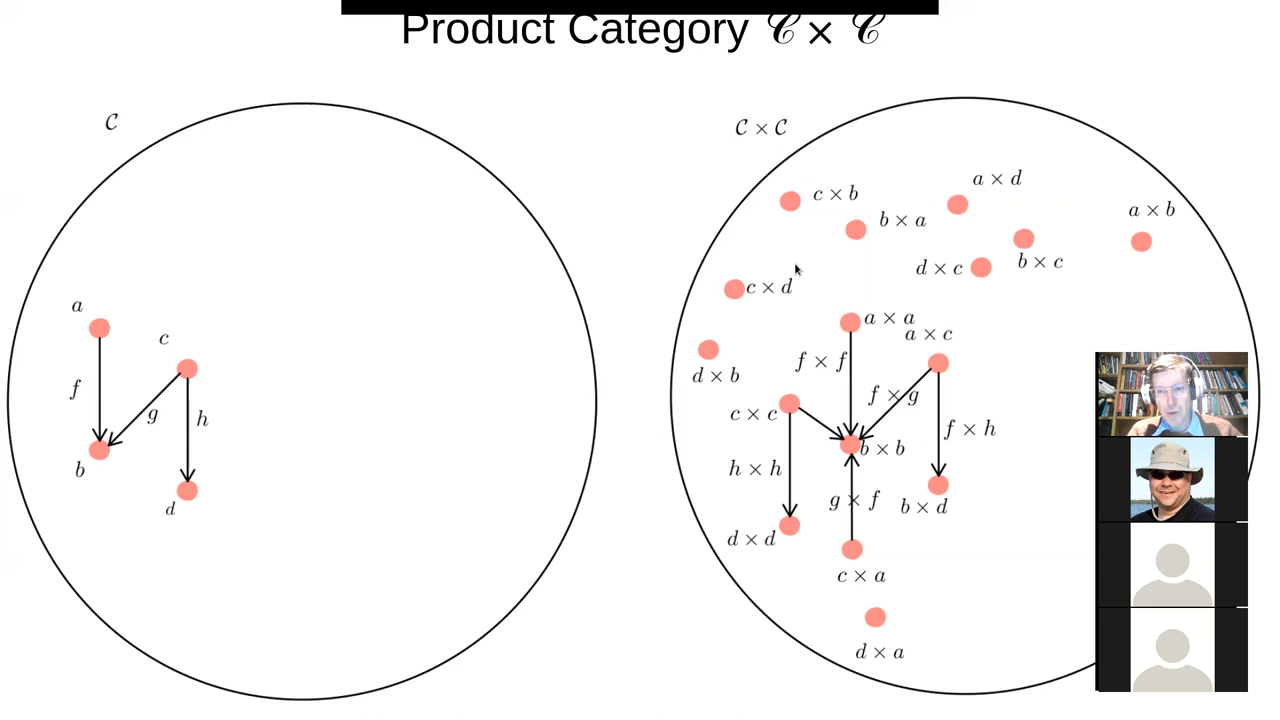 Product Category 𝒞 × 𝒞
𝒞
a
c
f
g
h
b
d
𝒞 × 𝒞
a × d
c × b
a × b
b × a
b × c
d × c
c × d
a × a
a × c
f × f
d × b
f × g
c × c
f × h
b × b
h × h
g × f
b × d
d × d
c × a
d × a